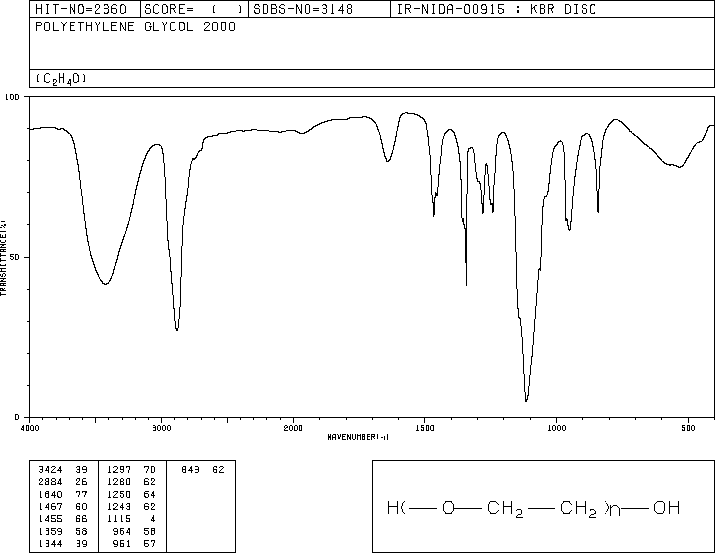 HIT-NO=2360 SCORE= ( ) SDBS-NO=3148 IR-NIDA-00915 : KBR DISC
POLYETHYLENE GLYCOL 2000
(C2H4O)
100
50
0
TRANSMITTANCE(%)
4000 3000 2000 1500 1000 500
WAVENUMBER(-1)
3424 39 1297 70 843 62
2884 26 1280 62
1640 77 1250 64
1467 60 1243 62
1455 66 1115 4
1359 58 964 58
1344 39 951 57
H(—O—CH2—CH2—)n—OH